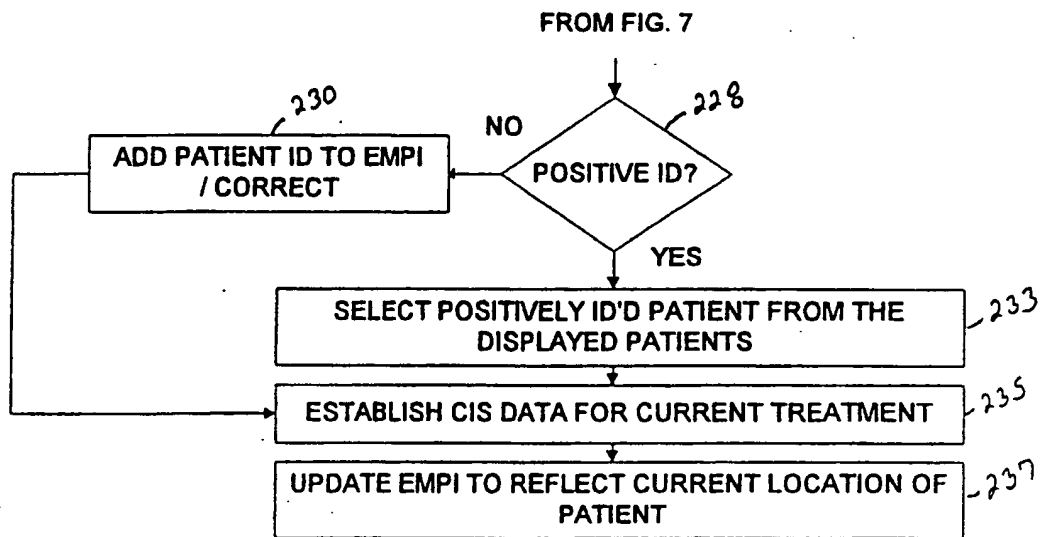 FROM FIG. 7
228
POSITIVE ID?
NO
230
ADD PATIENT ID TO EMPI
/ CORRECT
YES
SELECT POSITIVELY ID'D PATIENT FROM THE
DISPLAYED PATIENTS
233
ESTABLISH CIS DATA FOR CURRENT TREATMENT
235
UPDATE EMPI TO REFLECT CURRENT LOCATION OF
PATIENT
237